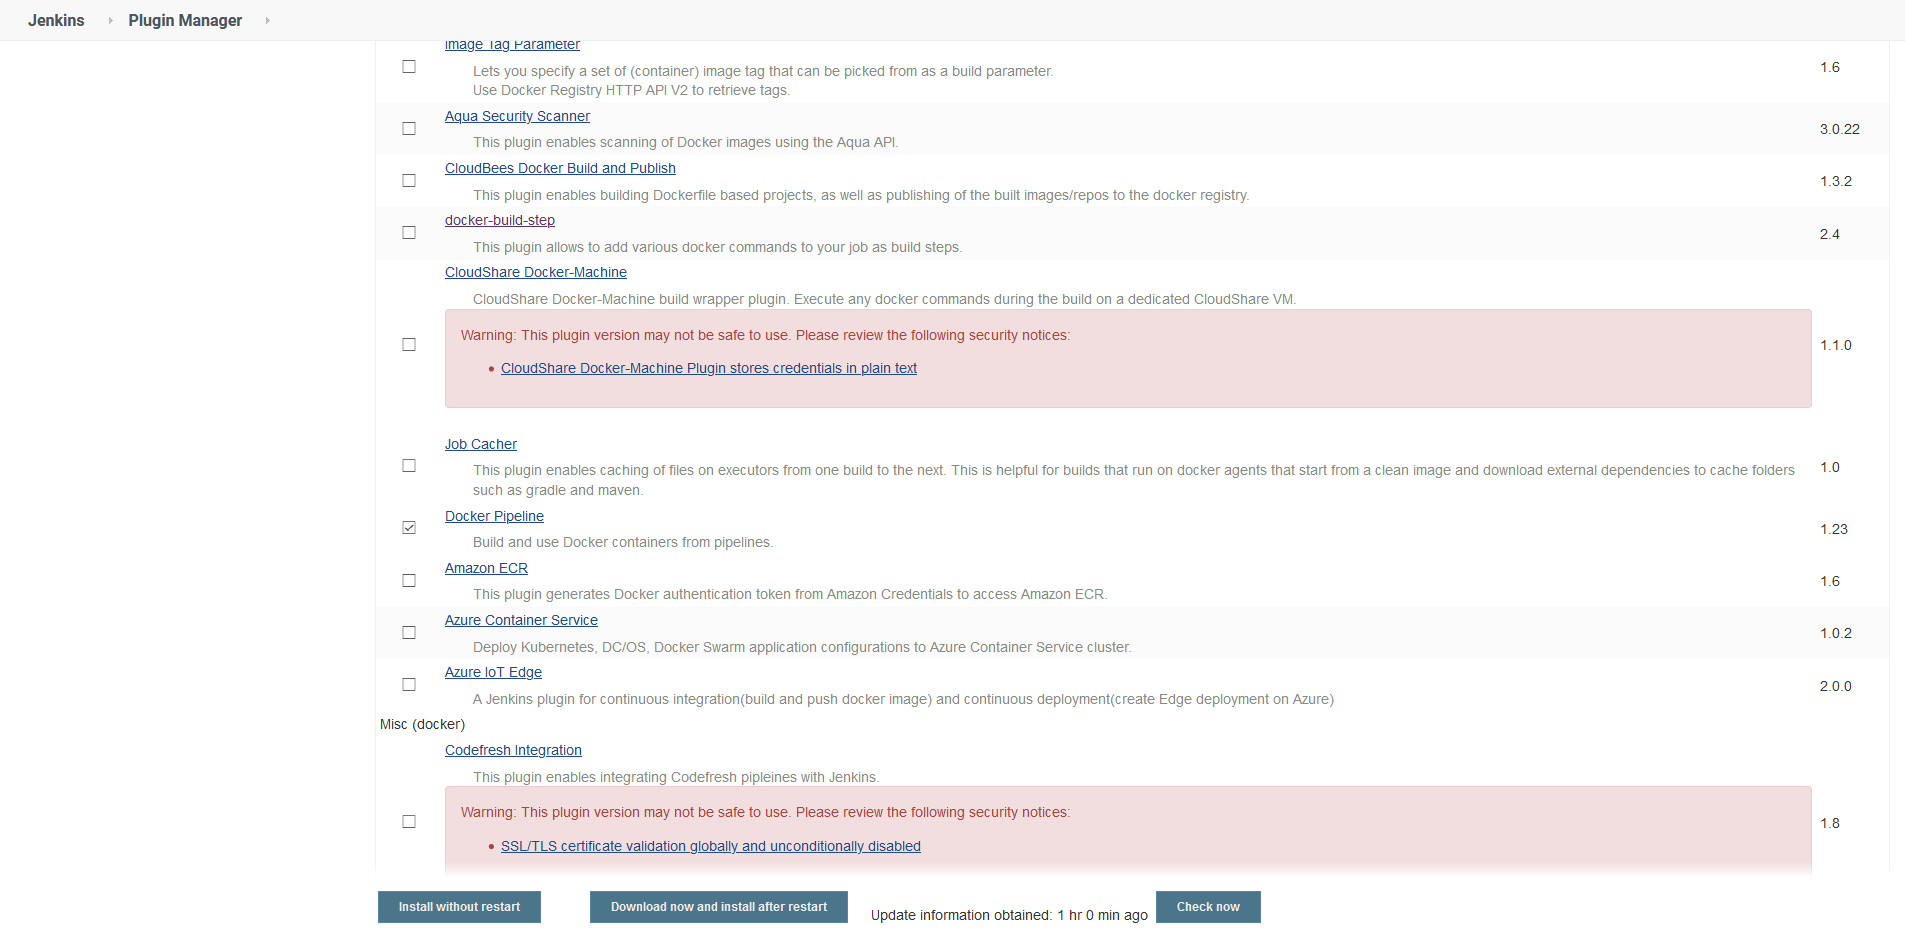 Jenkins
Plugin Manager
Image Tag Parameter
Lets you specify a set of (container) image tag that can be picked from as a build parameter.
Use Docker Registry HTTP API V2 to retrieve tags.
1.6
Aqua Security Scanner
This plugin enables scanning of Docker images using the Aqua API.
3.0.22
CloudBees Docker Build and Publish
This plugin enables building Dockerfile based projects, as well as publishing of the built images/repos to the docker registry.
1.3.2
docker-build-step
This plugin allows to add various docker commands to your job as build steps.
2.4
CloudShare Docker-Machine
CloudShare Docker-Machine build wrapper plugin. Execute any docker commands during the build on a dedicated CloudShare VM.
Warning: This plugin version may not be safe to use. Please review the following security notices:
• CloudShare Docker-Machine Plugin stores credentials in plain text
1.1.0
Job Cacher
This plugin enables caching of files on executors from one build to the next. This is helpful for builds that run on docker agents that start from a clean image and download external dependencies to cache folders
such as gradle and maven.
1.0
Docker Pipeline
Build and use Docker containers from pipelines.
1.23
Amazon ECR
This plugin generates Docker authentication token from Amazon Credentials to access Amazon ECR.
1.6
Azure Container Service
Deploy Kubernetes, DC/OS, Docker Swarm application configurations to Azure Container Service cluster.
1.0.2
Azure IoT Edge
A Jenkins plugin for continuous integration(build and push docker image) and continuous deployment(create Edge deployment on Azure)
2.0.0
Misc (docker)
Codefresh Integration
This plugin enables integrating Codefresh pipleines with Jenkins.
Warning: This plugin version may not be safe to use. Please review the following security notices:
• SSL/TLS certificate validation globally and unconditionally disabled
1.8
Install without restart
Download now and install after restart
Update information obtained: 1 hr 0 min ago
Check now